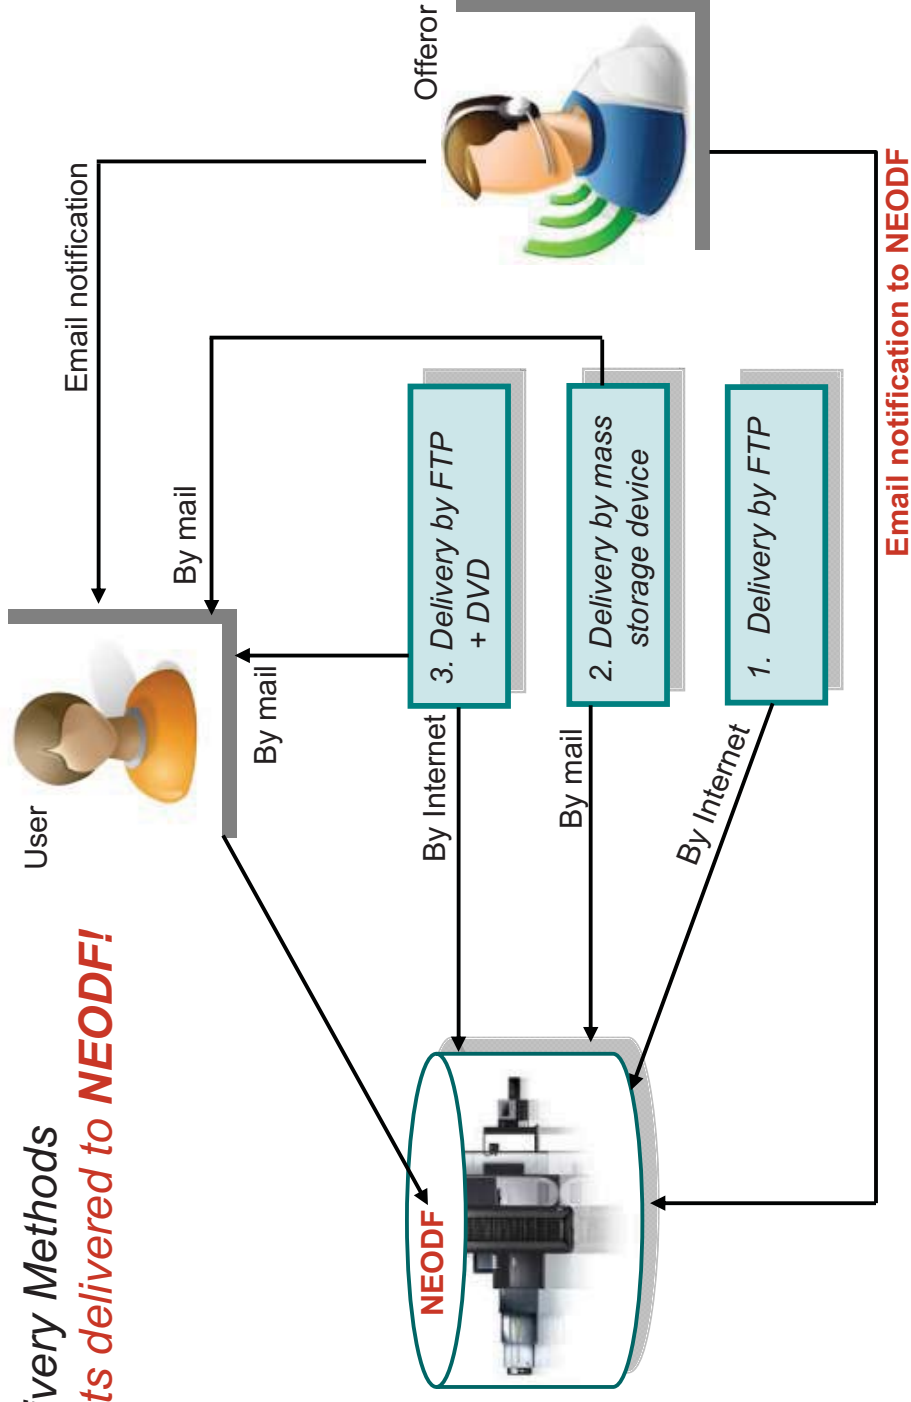 very Methods
ts delivered to NEODF!
User
Email notification
Offeror
By mail
By mail
By Internet
3. Delivery by FTP
+ DVD
By mail
2. Delivery by mass
storage device
By Internet
1. Delivery by FTP
NEODF
Email notification to NEODF